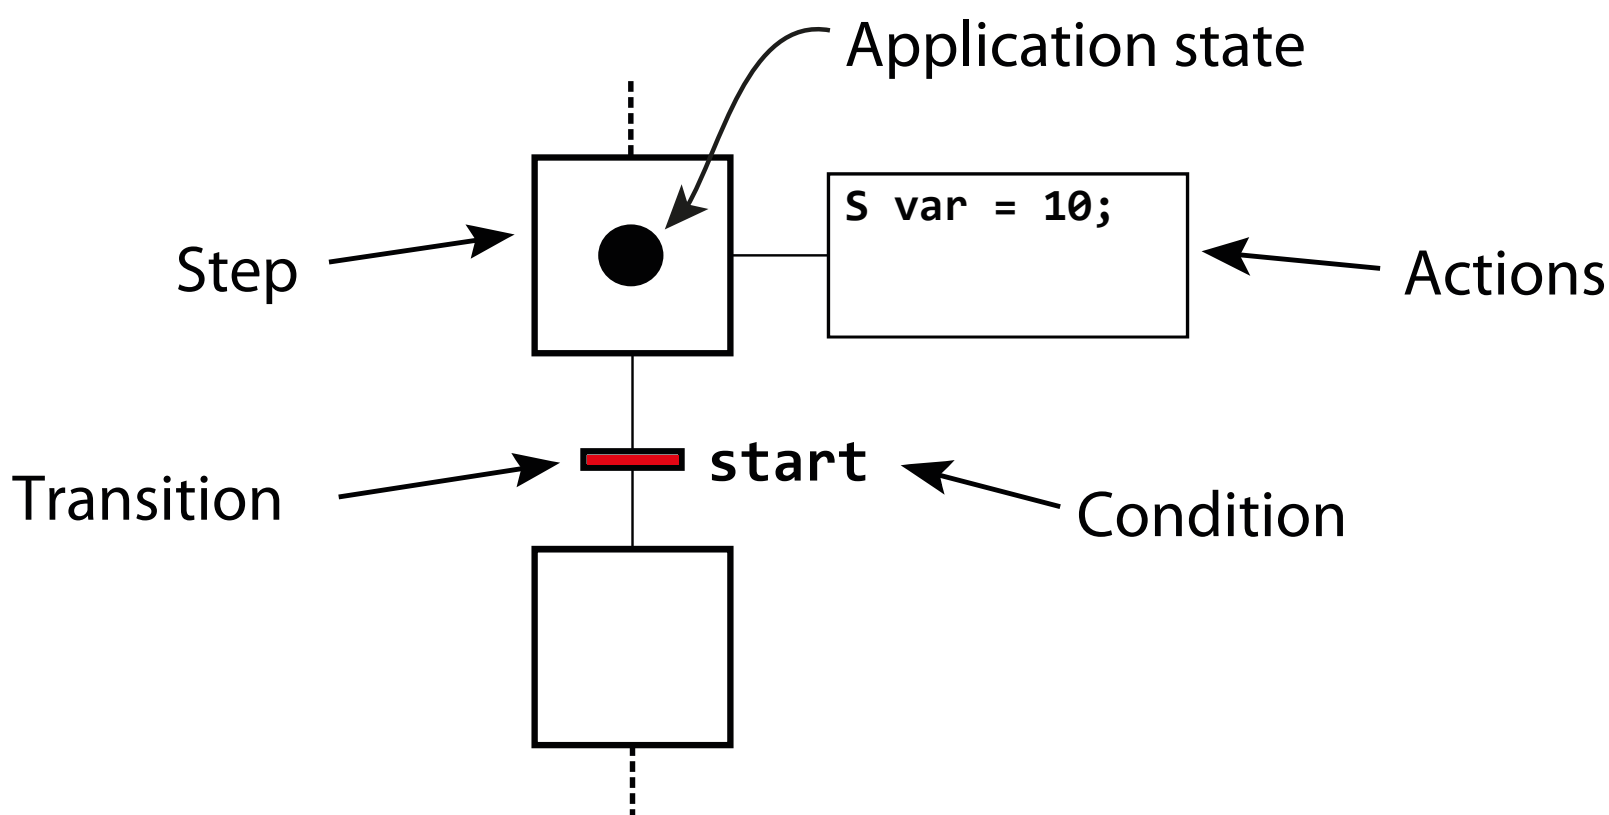 Application state
S var = 10;
Step
Actions
start
Transition
Condition